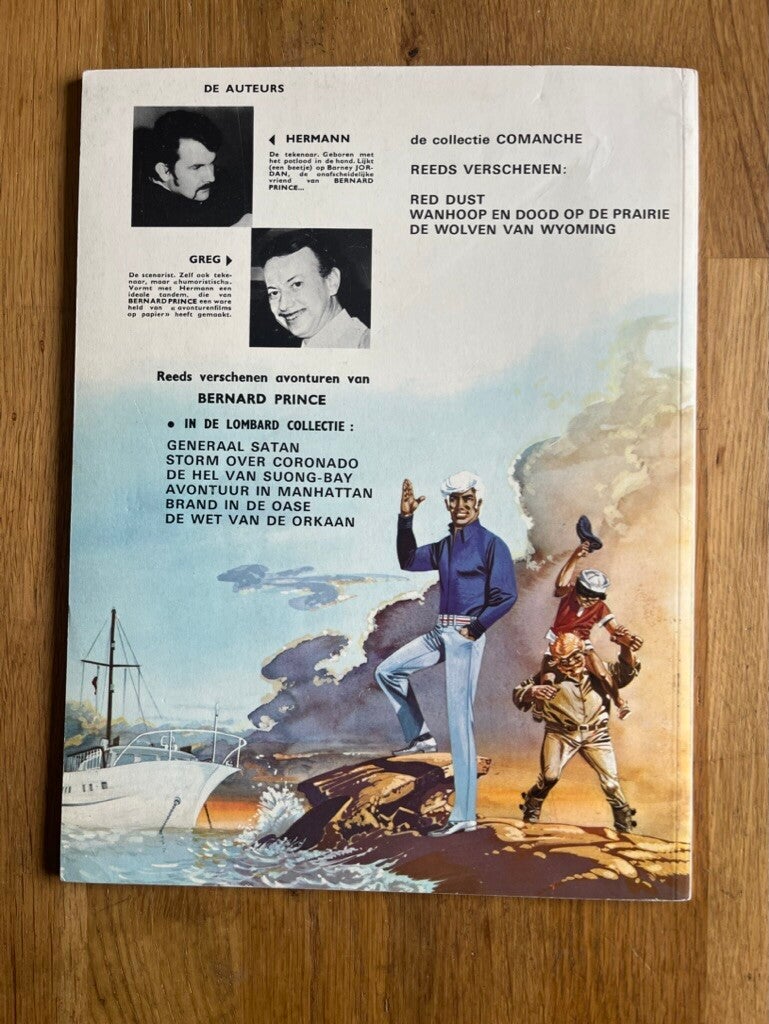 DE AUTEURS
◀ HERMANN
De tekenaar. Geboren met
het potlood in de hand. Lijkt
(een beetje) op Barney JOR-
DAN, de onafscheidelijke
vriend van BERNARD
PRINCE...
GREG ▶
De scenarist. Zelf ook teke-
naar, maar «humoristisch».
Vormt met Hermann een
ideale tandem, die van
BERNARD PRINCE een ware
held van «avonturenfilms
op papier» heeft gemaakt.
Reeds verschenen avonturen van
BERNARD PRINCE
• IN DE LOMBARD COLLECTIE :
GENERAAL SATAN
STORM OVER CORONADO
DE HEL VAN SUONG-BAY
AVONTUUR IN MANHATTAN
BRAND IN DE OASE
DE WET VAN DE ORKAAN
de collectie COMANCHE
REEDS VERSCHENEN:
RED DUST
WANHOOP EN DOOD OP DE PRAIRIE
DE WOLVEN VAN WYOMING